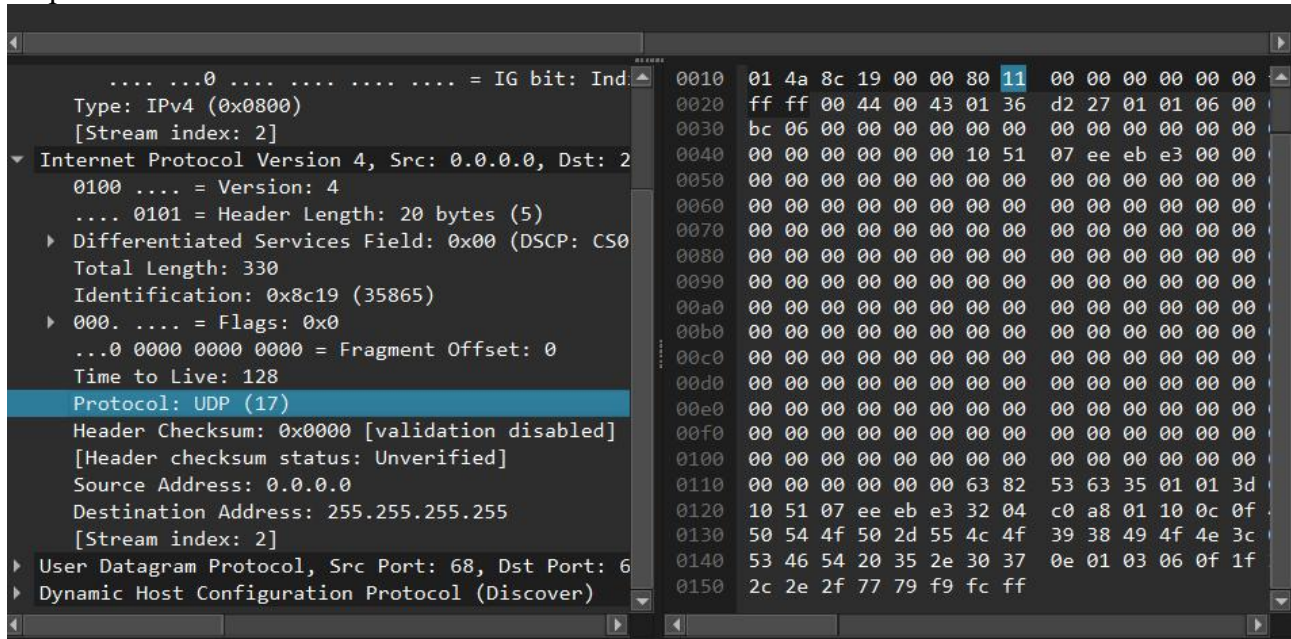 .... ...0 .... .... .... .... = IG bit: Ind
Type: IPv4 (0x0800)
[Stream index: 2]
Internet Protocol Version 4, Src: 0.0.0.0, Dst: 2
0100 .... = Version: 4
.... 0101 = Header Length: 20 bytes (5)
Differentiated Services Field: 0x00 (DSCP: CS0
Total Length: 330
Identification: 0x8c19 (35865)
000. .... = Flags: 0x0
...0 0000 0000 0000 = Fragment Offset: 0
Time to Live: 128
Protocol: UDP (17)
Header Checksum: 0x0000 [validation disabled]
[Header checksum status: Unverified]
Source Address: 0.0.0.0
Destination Address: 255.255.255.255
[Stream index: 2]
User Datagram Protocol, Src Port: 68, Dst Port: 6
Dynamic Host Configuration Protocol (Discover)
0010 01 4a 8c 19 00 00 80 11 00 00 00 00 00 00
0020 ff ff 00 44 00 43 01 36 d2 27 01 01 06 00
0030 bc 06 00 00 00 00 00 00 00 00 00 00 00 00
0040 00 00 00 00 00 00 10 51 07 ee eb e3 00 00
0050 00 00 00 00 00 00 00 00 00 00 00 00 00 00
0060 00 00 00 00 00 00 00 00 00 00 00 00 00 00
0070 00 00 00 00 00 00 00 00 00 00 00 00 00 00
0080 00 00 00 00 00 00 00 00 00 00 00 00 00 00
0090 00 00 00 00 00 00 00 00 00 00 00 00 00 00
00a0 00 00 00 00 00 00 00 00 00 00 00 00 00 00
00b0 00 00 00 00 00 00 00 00 00 00 00 00 00 00
00c0 00 00 00 00 00 00 00 00 00 00 00 00 00 00
00d0 00 00 00 00 00 00 00 00 00 00 00 00 00 00
00e0 00 00 00 00 00 00 00 00 00 00 00 00 00 00
00f0 00 00 00 00 00 00 00 00 00 00 00 00 00 00
0100 00 00 00 00 00 00 00 00 00 00 00 00 00 00
0110 00 00 00 00 00 00 63 82 53 63 35 01 01 3d
0120 10 51 07 ee eb e3 32 04 c0 a8 01 10 0c 0f
0130 50 54 4f 50 2d 55 4c 4f 39 38 49 4f 4e 3c
0140 53 46 54 20 35 2e 30 37 0e 01 03 06 0f 1f
0150 2c 2e 2f 77 79 f9 fc ff